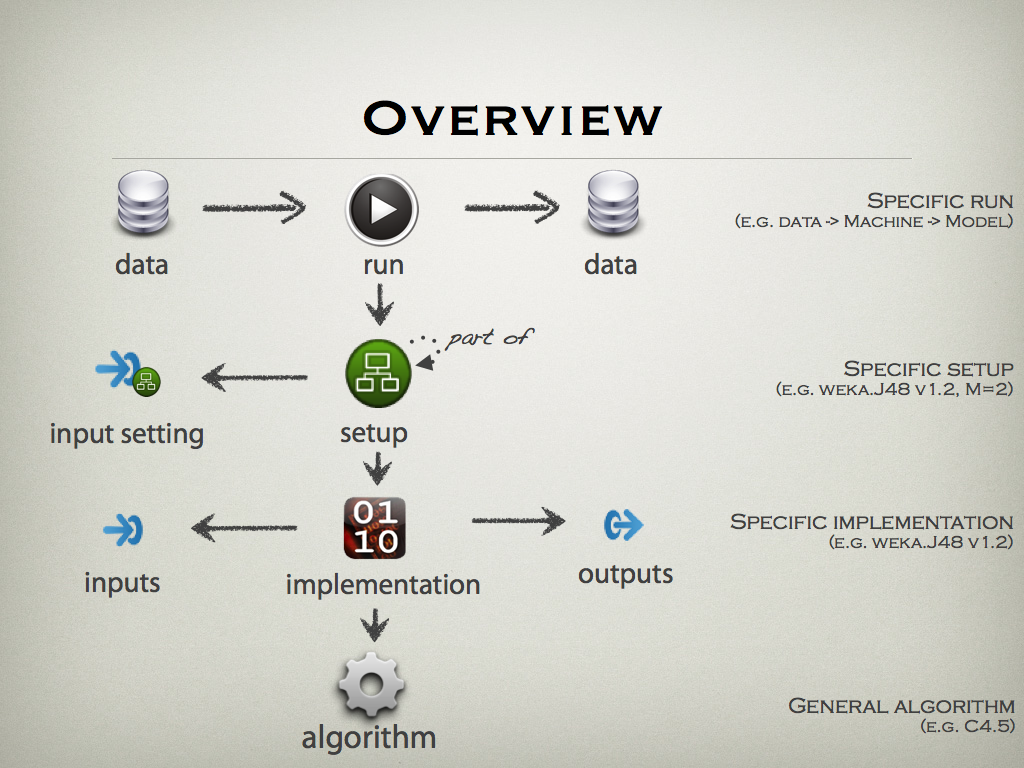 OVERVIEW
data
run
data
SPECIFIC RUN
(E.G. DATA -> MACHINE -> MODEL)
part of
input setting
setup
SPECIFIC SETUP
(E.G. WEKA.J48 V1.2, M=2)
01
10
inputs
implementation
outputs
SPECIFIC IMPLEMENTATION
(E.G. WEKA.J48 V1.2)
algorithm
GENERAL ALGORITHM
(E.G. C4.5)